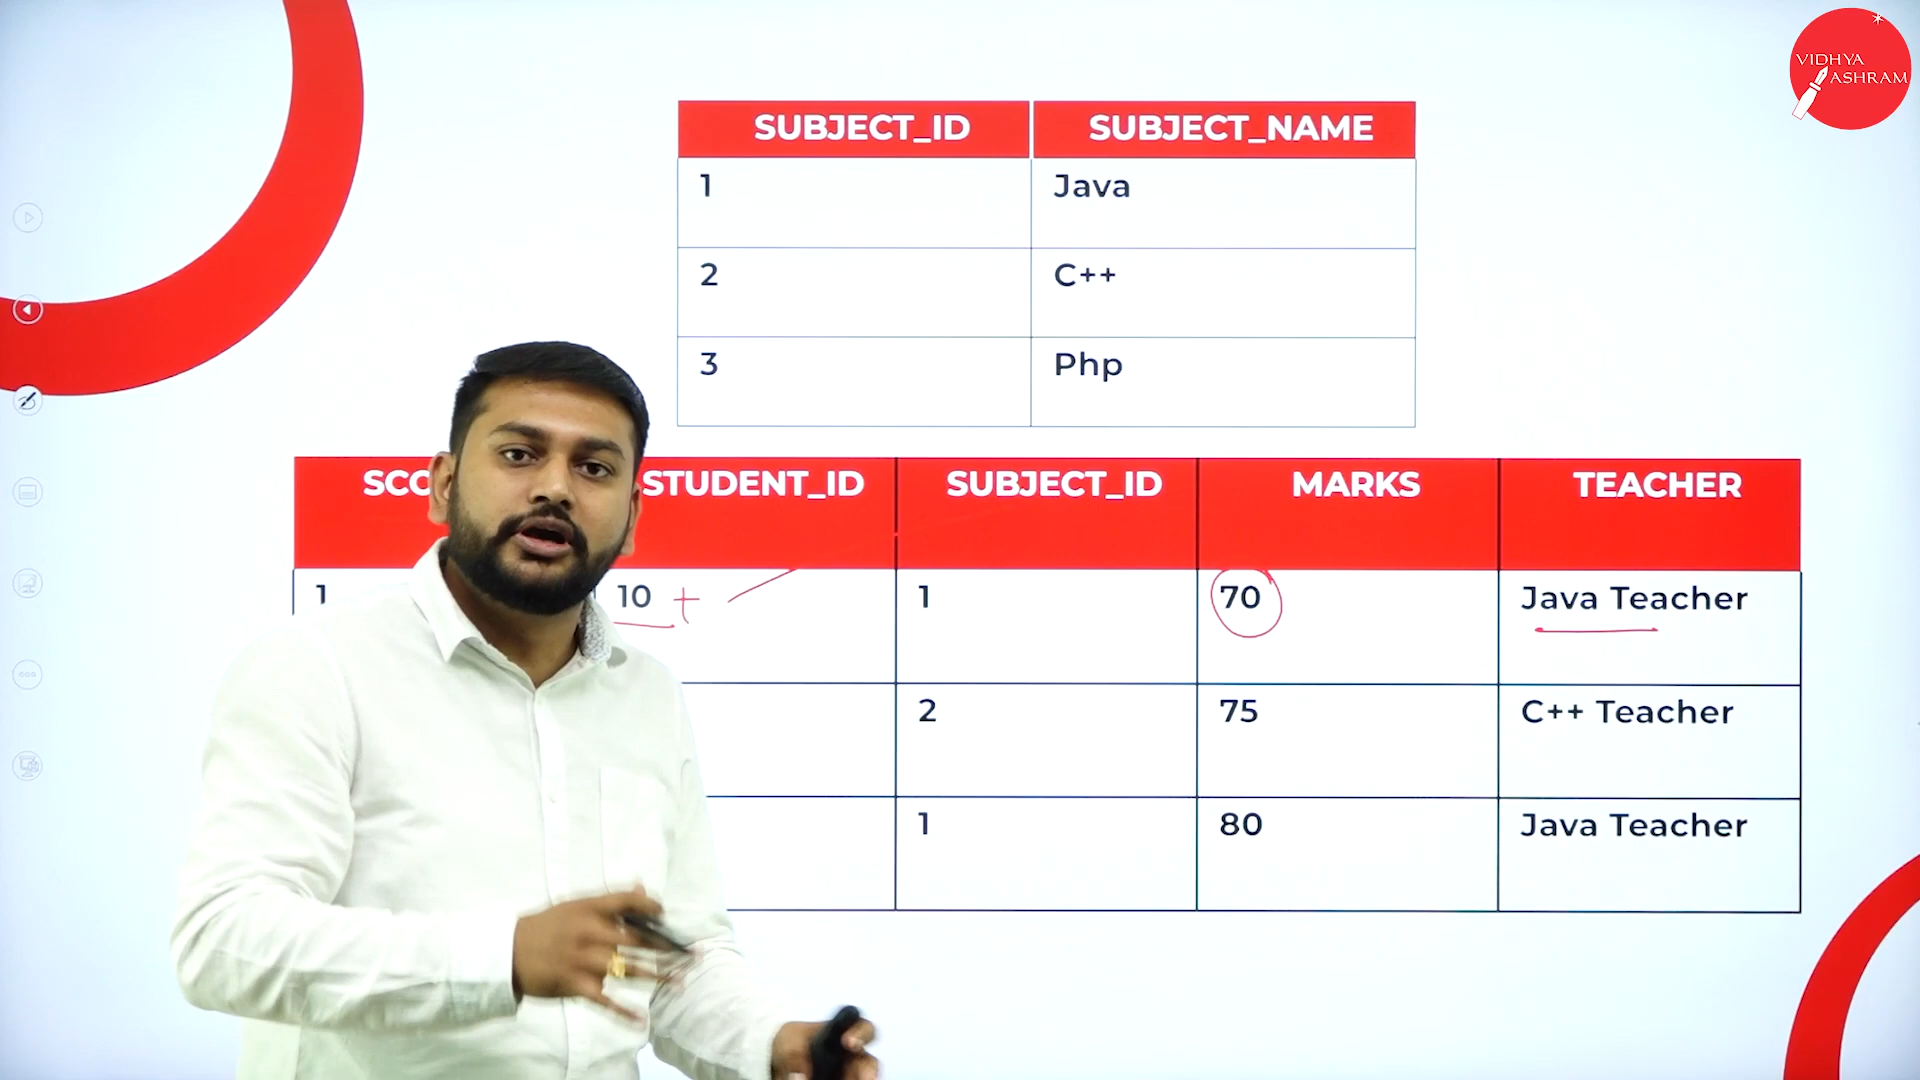 VIDHYA
ASHRAM
SUBJECT_ID SUBJECT_NAME
1 Java
2 C++
3 Php
STUDENT_ID SUBJECT_ID MARKS TEACHER
1 10 + 1 70 Java Teacher
2 75 C++ Teacher
1 80 Java Teacher